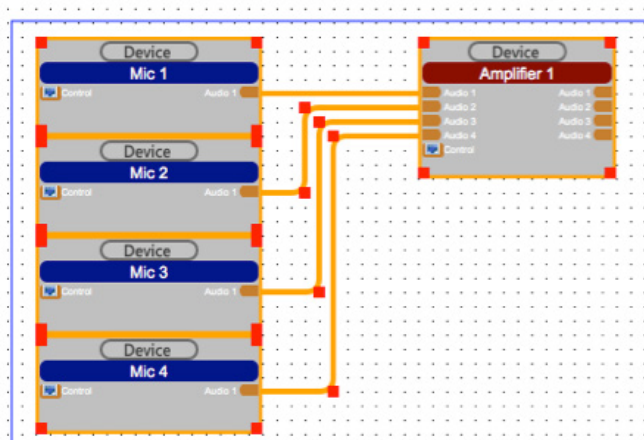 Device
Mic 1
Control Audio 1
Device
Mic 2
Control Audio 1
Device
Mic 3
Control Audio 1
Device
Mic 4
Control Audio 1
Device
Amplifier 1
Audio 1 Audio 1
Audio 2 Audio 2
Audio 3 Audio 3
Audio 4 Audio 4
Control